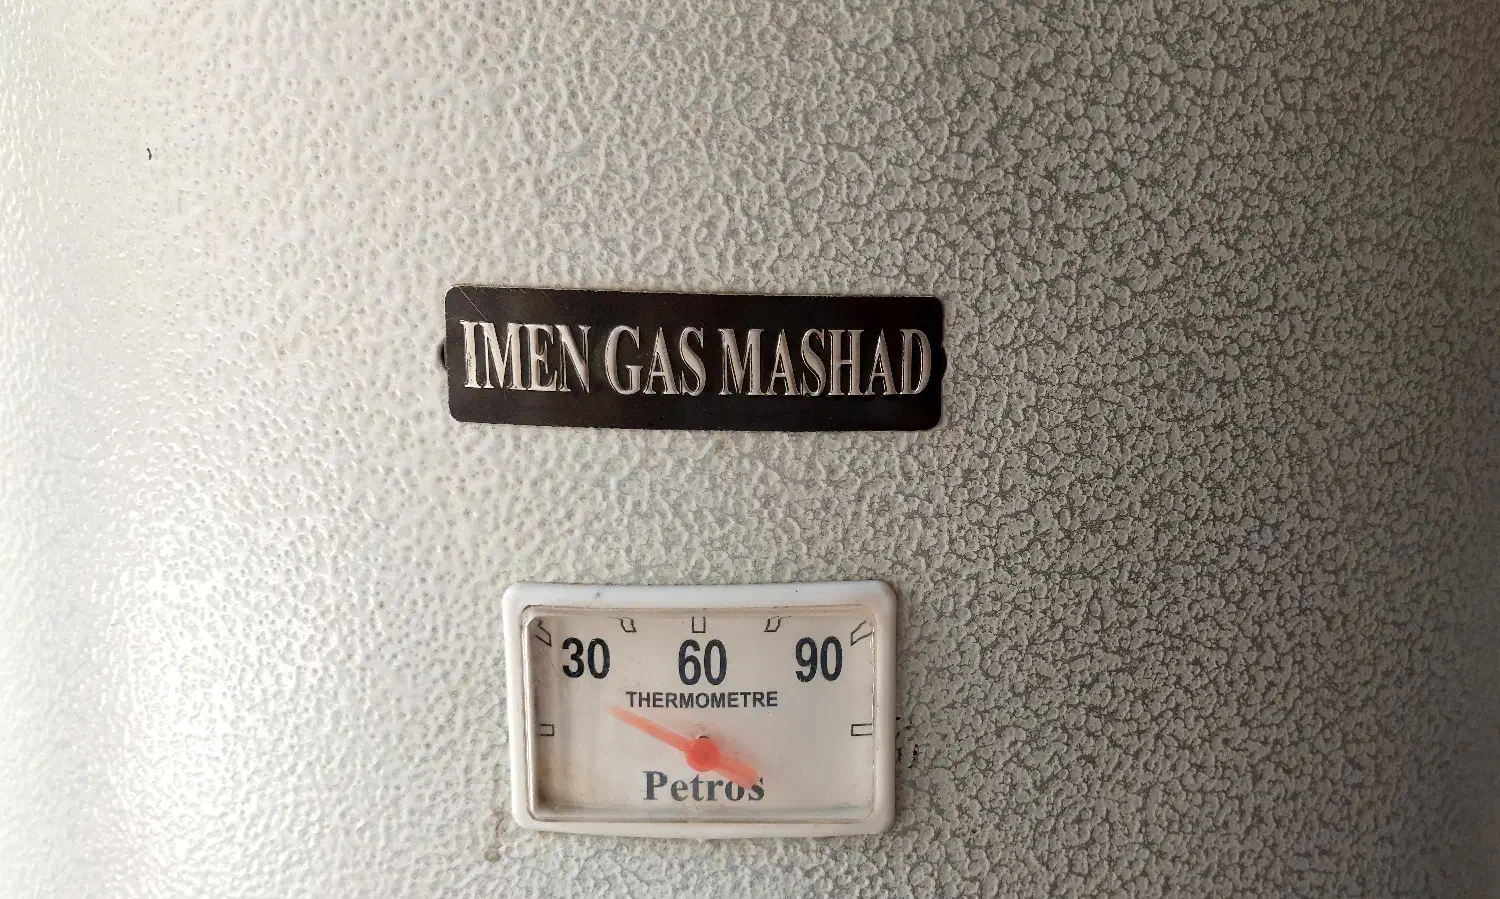 IMEN GAS MASHAD
30 60 90
THERMOMETRE
Petros